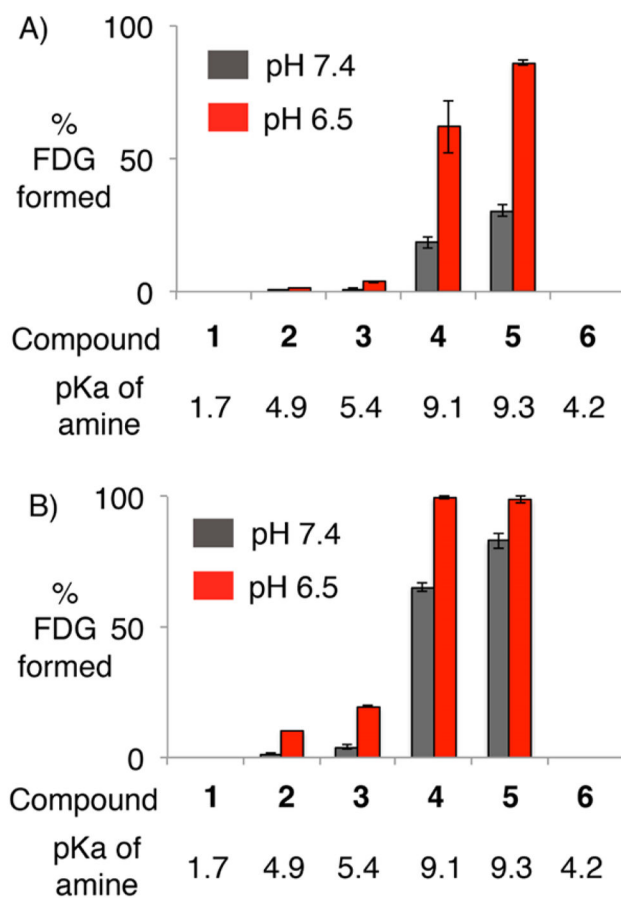 A)
100
pH 7.4
pH 6.5
%
FDG 50
formed
0
Compound 1 2 3 4 5 6
pKa of
amine 1.7 4.9 5.4 9.1 9.3 4.2
B)
100
pH 7.4
pH 6.5
%
FDG 50
formed
0
Compound 1 2 3 4 5 6
pKa of
amine 1.7 4.9 5.4 9.1 9.3 4.2